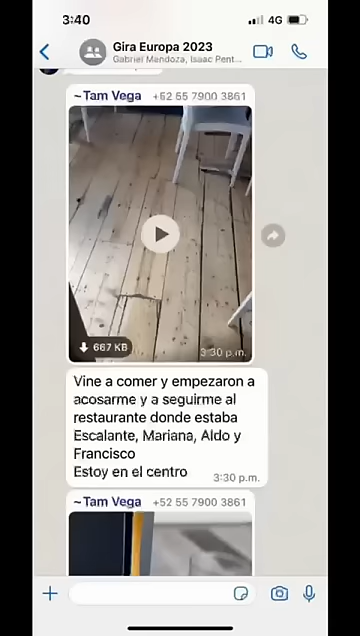 3:40
4G
Gira Europa 2023
Gabriel Mendoza, Isaac Pent...
~Tam Vega +52 55 7900 3861
667 KB
3:30 p.m.
Vine a comer y empezaron a
acosarme y a seguirme al
restaurante donde estaba
Escalante, Mariana, Aldo y
Francisco
Estoy en el centro
3:30 p.m.
~Tam Vega +52 55 7900 3861